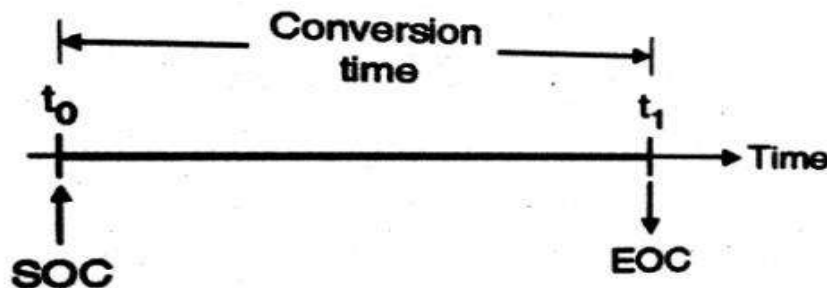 Conversion
time
t₀
t₁
Time
SOC
EOC